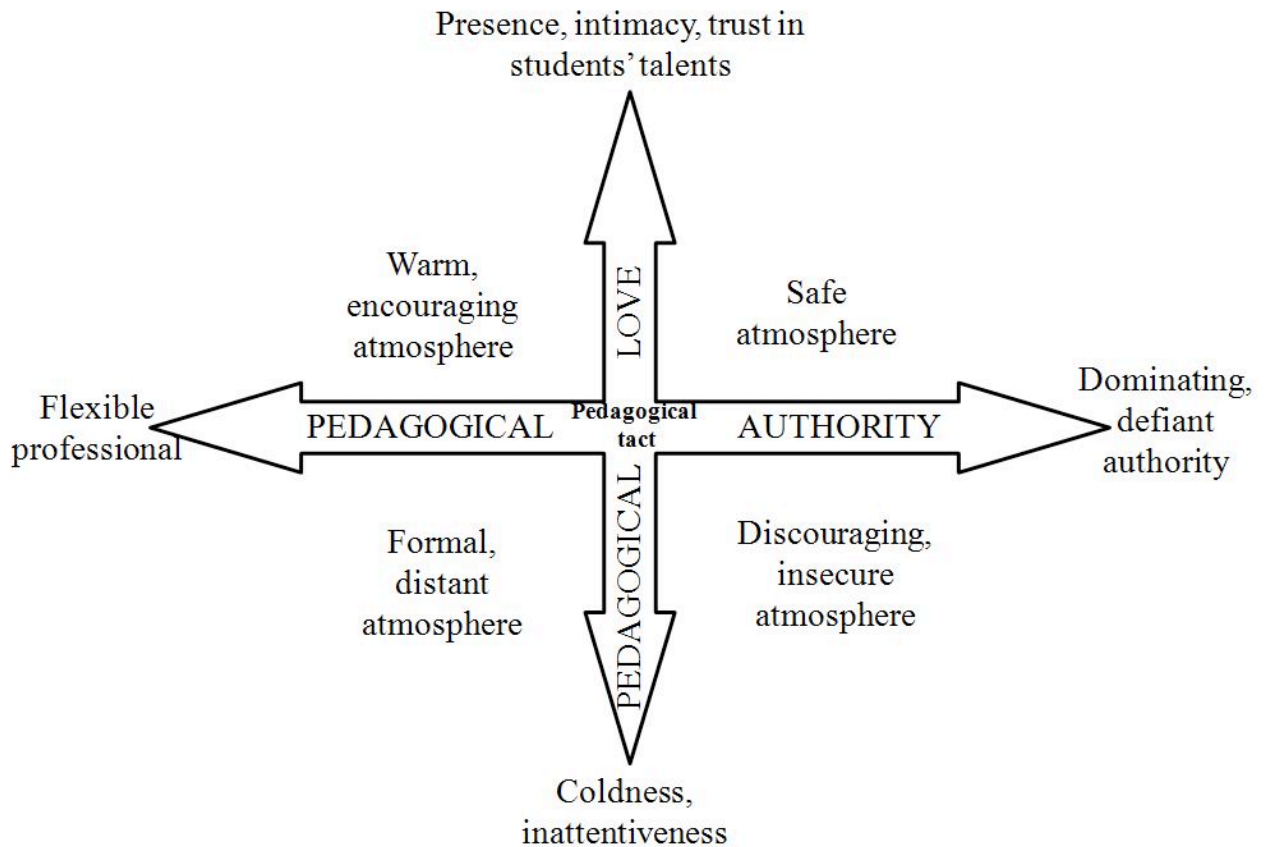 Presence, intimacy, trust in
students' talents
Warm,
encouraging
atmosphere
LOVE
Safe
atmosphere
Flexible
professional
PEDAGOGICAL
Pedagogical
tact
AUTHORITY
Dominating,
defiant
authority
Formal,
distant
atmosphere
PEDAGOGICAL
Discouraging,
insecure
atmosphere
Coldness,
inattentiveness